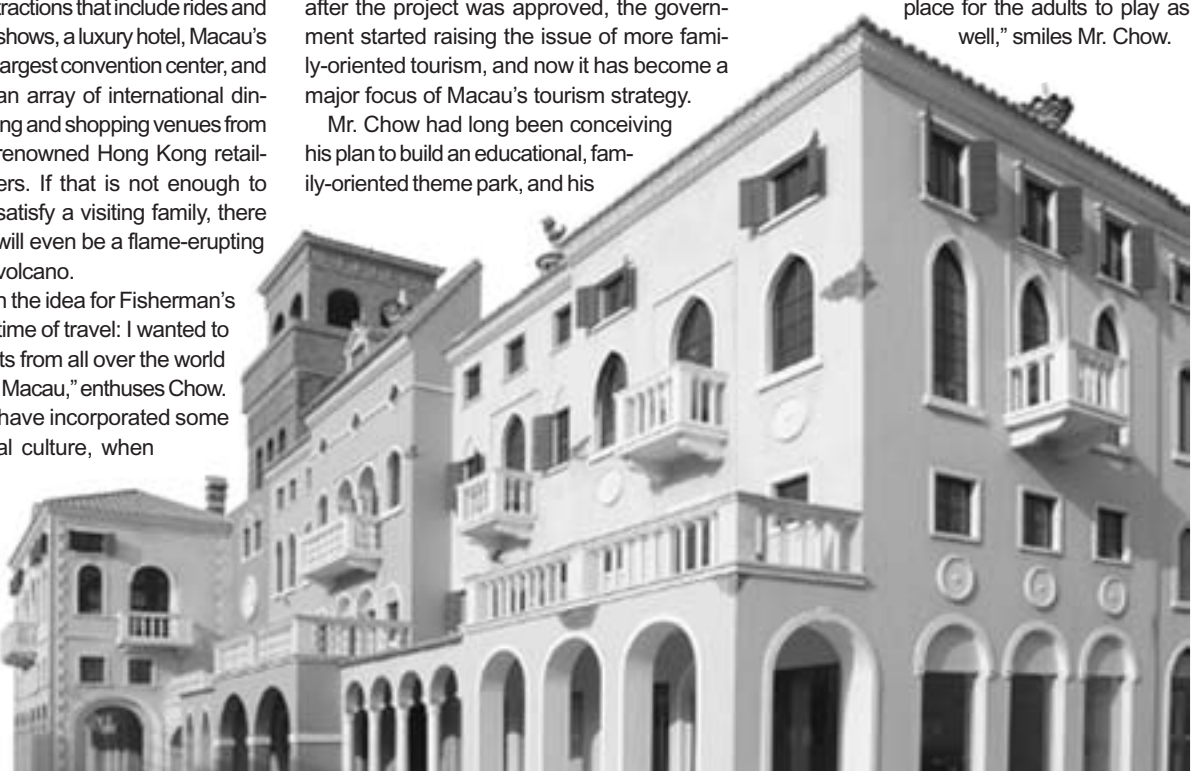 tractions that include rides and
shows, a luxury hotel, Macau's
largest convention center, and
an array of international din-
ing and shopping venues from
renowned Hong Kong retail-
ers. If that is not enough to
satisfy a visiting family, there
will even be a flame-erupting
volcano.
the idea for Fisherman's
time of travel: I wanted to
ts from all over the world
Macau,” enthuses Chow.
have incorporated some
al culture, when
after the project was approved, the govern-
ment started raising the issue of more fami-
ly-oriented tourism, and now it has become a
major focus of Macau's tourism strategy.
Mr. Chow had long been conceiving
his plan to build an educational, fam-
ily-oriented theme park, and his
place for the adults to play as
well,” smiles Mr. Chow.